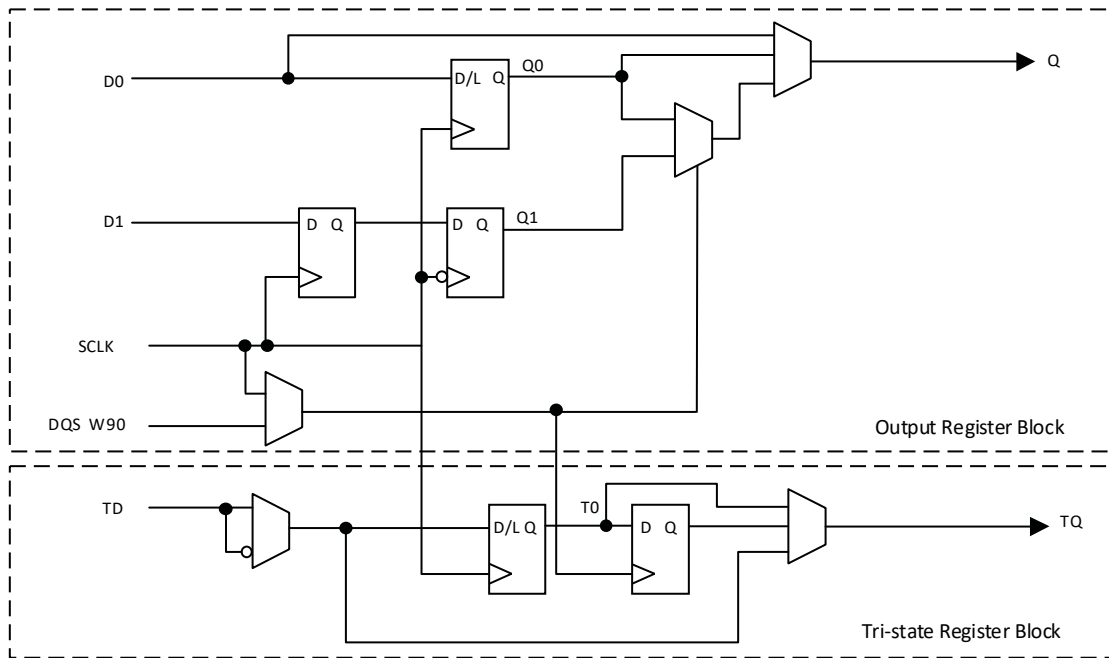 Q
D0
Q0
D/L Q
D1
D Q
D Q
Q1
SCLK
DQS W90
Output Register Block
TD
T0
D/L Q
D Q
TQ
Tri-state Register Block